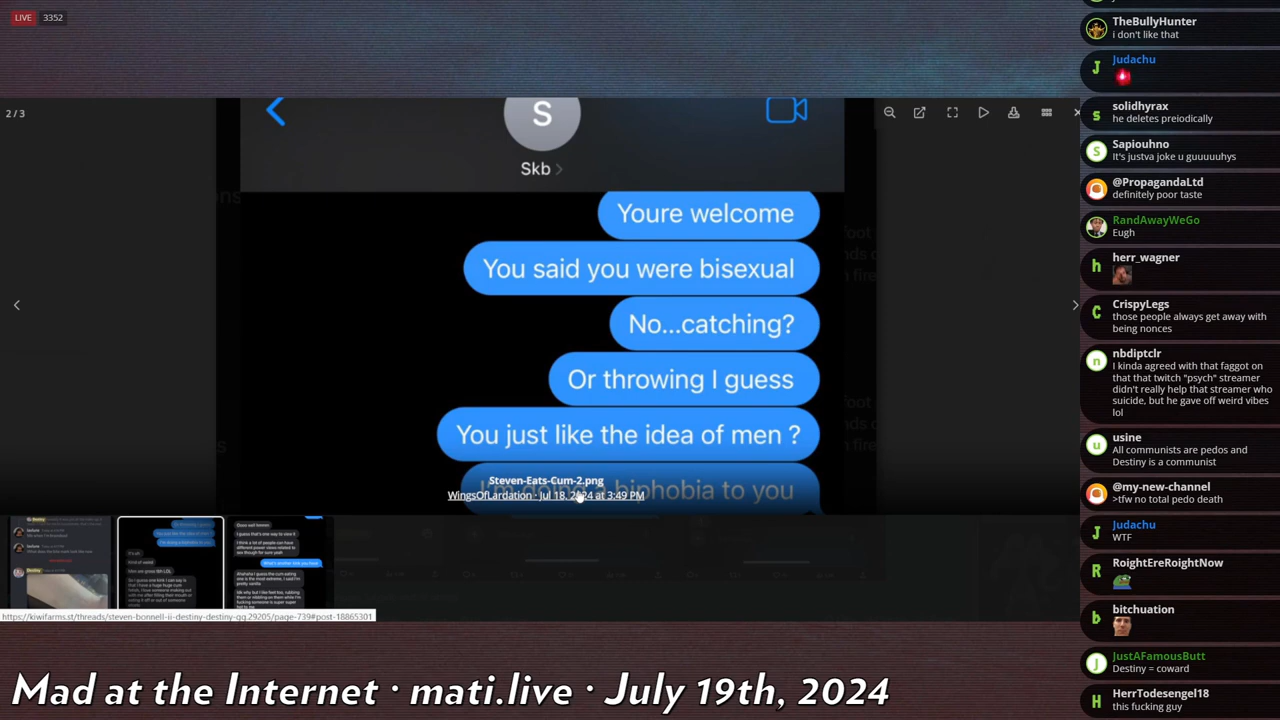 LIVE 3352
2 / 3
S
Skb
Youre welcome
You said you were bisexual
No...catching?
Or throwing I guess
You just like the idea of men ?
I'm doing a biphobia to you
Steven-Eats-Cum-2.png
WingsOfLardation · Jul 18, 2024 at 3:49 PM
https://kiwifarms.st/threads/steven-bonnell-ii-destiny-destiny-gg.29205/page-739#post-18865301
Mad at the Internet · mati.live · July 19th, 2024
TheBullyHunter
i don't like that
Judachu
solidhyrax
he deletes preiodically
Sapiouhno
It's justva joke u guuuuuhys
@PropagandaLtd
definitely poor taste
RandAwayWeGo
Eugh
herr_wagner
CrispyLegs
those people always get away with
being nonces
nbdiptclr
I kinda agreed with that faggot on
that that twitch "psych" streamer
didn't really help that streamer who
suicide, but he gave off weird vibes
lol
usine
All communists are pedos and
Destiny is a communist
@my-new-channel
>tfw no total pedo death
Judachu
WTF
RightEreRoightNow
bitchuation
JustAFamousButt
Destiny = coward
HerrTodesengel18
this fucking guy